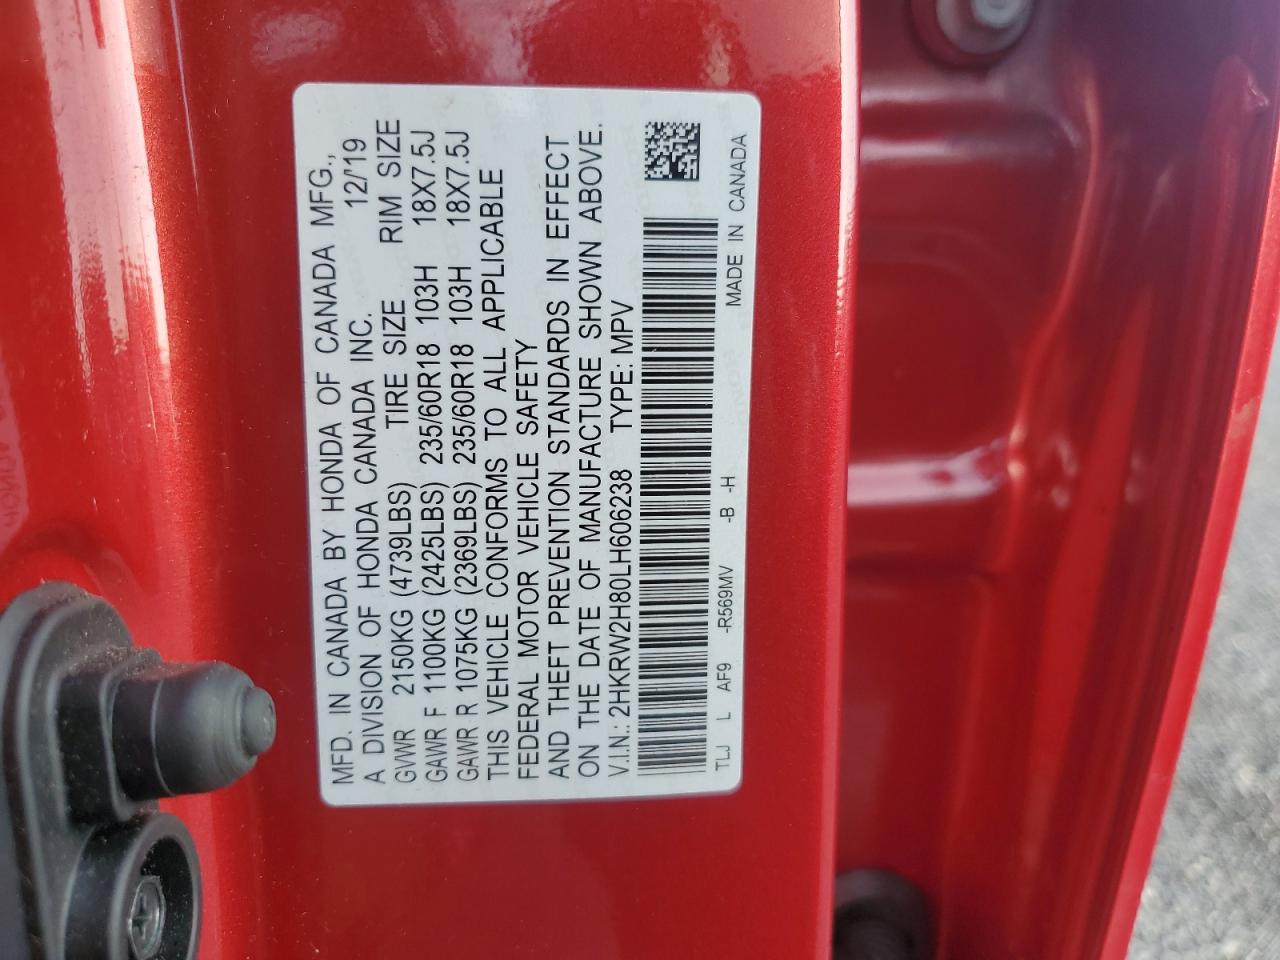 MFD. IN CANADA BY HONDA OF CANADA MFG.,
A DIVISION OF HONDA CANADA INC. 12/'19
GVWR 2150KG (4739LBS) TIRE SIZE RIM SIZE
GAWR F 1100KG (2425LBS) 235/60R18 103H 18X7.5J
GAWR R 1075KG (2369LBS) 235/60R18 103H 18X7.5J
THIS VEHICLE CONFORMS TO ALL APPLICABLE
FEDERAL MOTOR VEHICLE SAFETY
AND THEFT PREVENTION STANDARDS IN EFFECT
ON THE DATE OF MANUFACTURE SHOWN ABOVE.
V.I.N.: 2HKRW2H80LH606238 TYPE: MPV
TLJ L AF9 -R569MV -B -H MADE IN CANADA